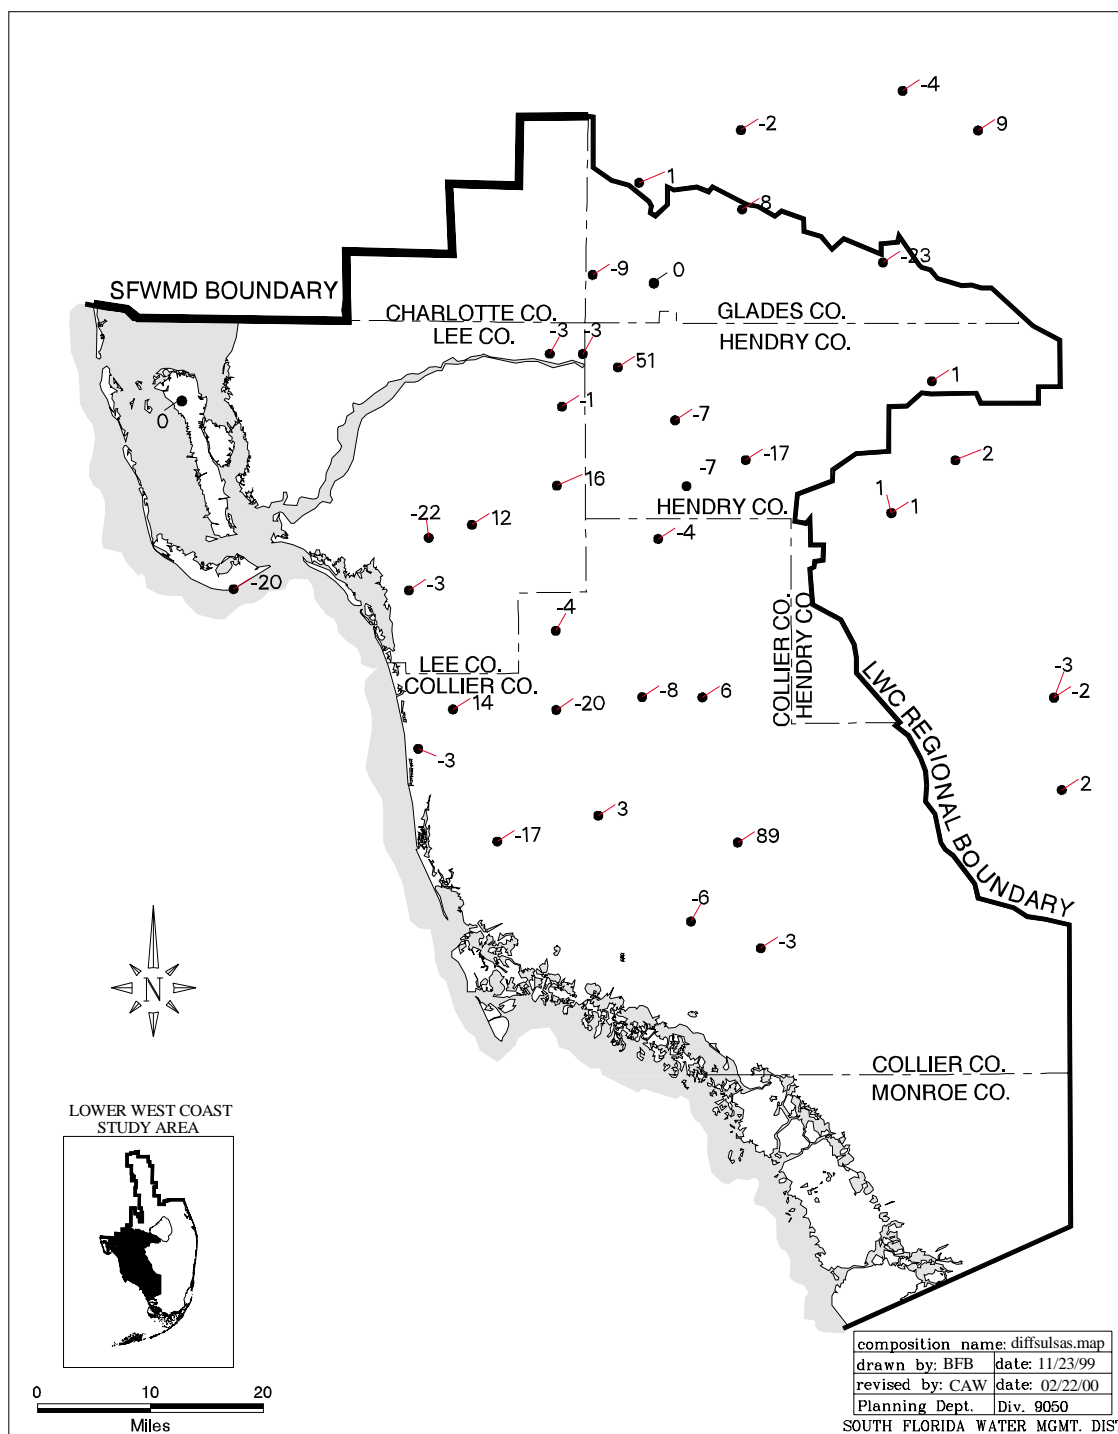 -4
-2
9
1
8
-23
-9
0
SFWMD BOUNDARY
CHARLOTTE CO.
GLADES CO.
LEE CO.
HENDRY CO.
-3
-3
51
1
0
-1
-7
-17
2
-7
16
HENDRY CO.
1
1
12
-22
-4
-20
-3
-4
COLLIER CO.
HENDRY CO.
LEE CO.
COLLIER CO.
-3
-2
-8
6
14
-20
LWC REGIONAL BOUNDARY
-3
2
3
-17
89
-6
-3
N
COLLIER CO.
MONROE CO.
LOWER WEST COAST
STUDY AREA
0 10 20
Miles
composition name: diffsulsas.map
drawn by: BFB date: 11/23/99
revised by: CAW date: 02/22/00
Planning Dept. Div. 9050
SOUTH FLORIDA WATER MGMT. DIST